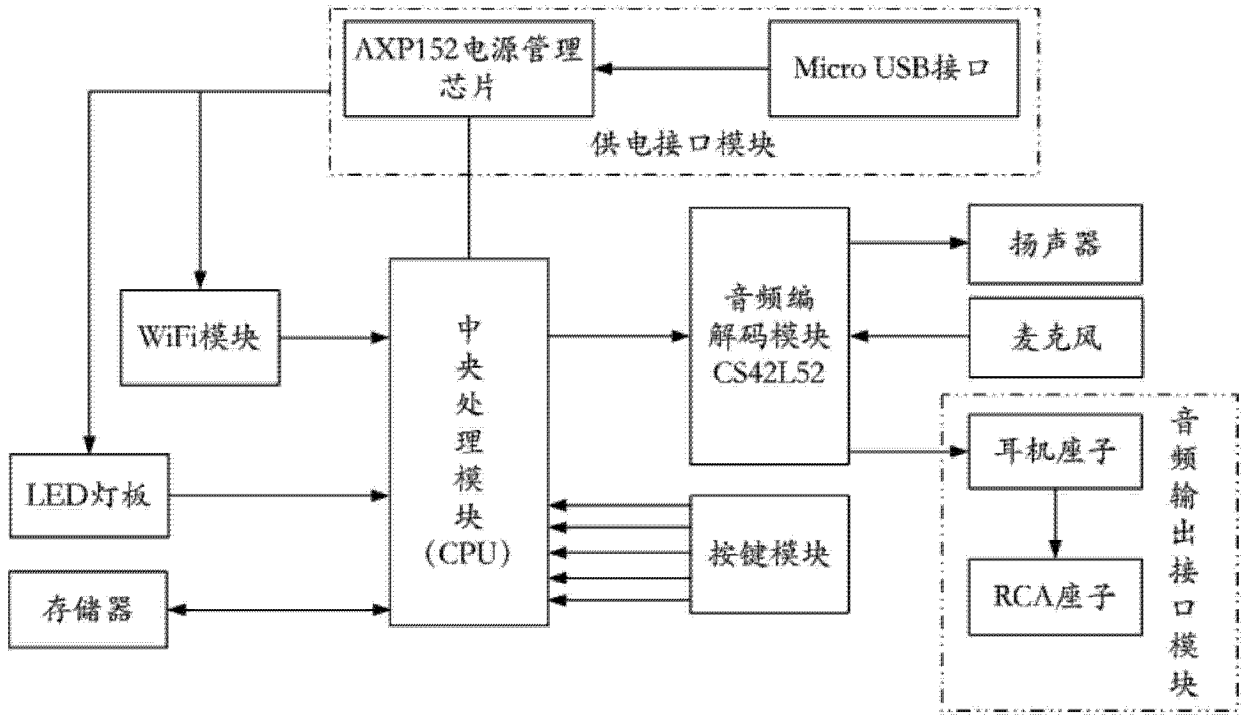 AXP152电源管理
芯片
Micro USB接口
供电接口模块
WiFi模块
LED灯板
存储器
中央处理模块
(CPU)
音频编
解码模块
CS42L52
按键模块
扬声器
麦克风
耳机座子
RCA座子
音频输出接口模块